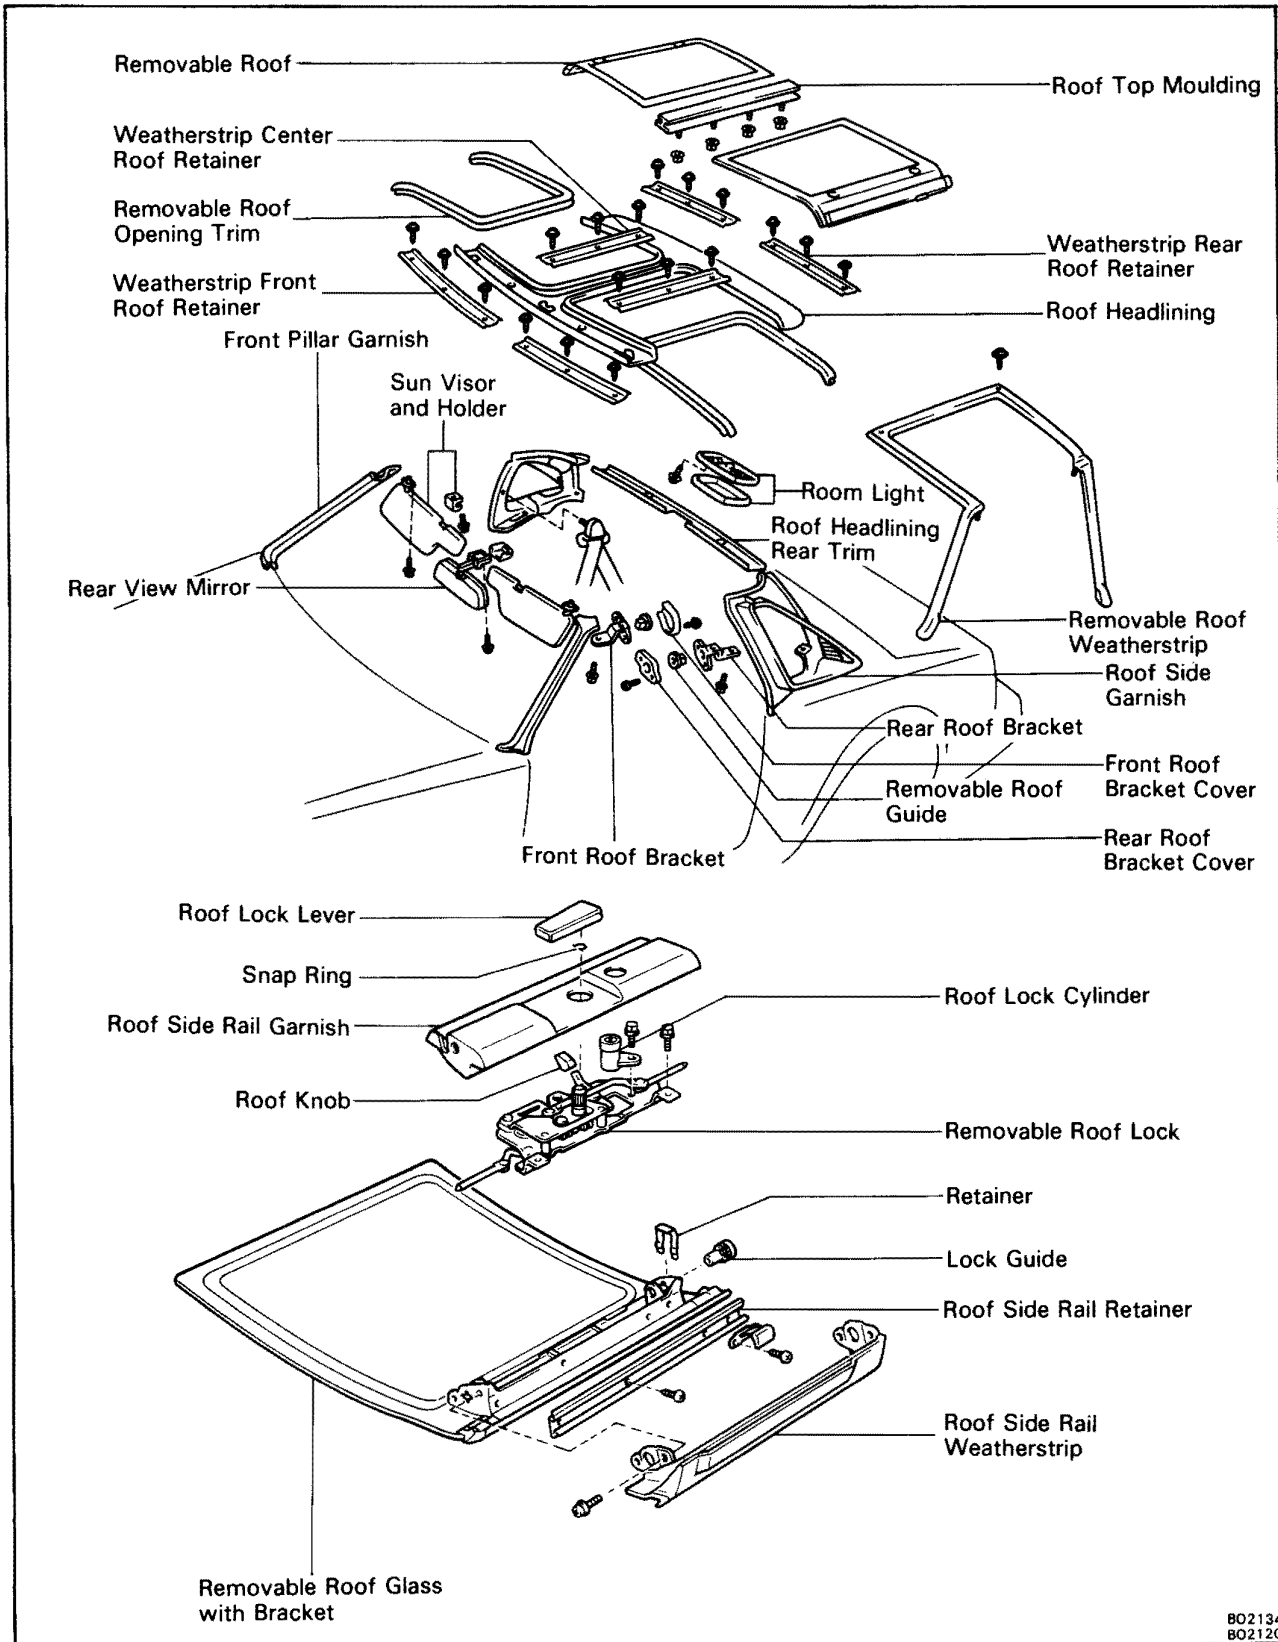 Removable Roof
Roof Top Moulding
Weatherstrip Center
Roof Retainer
Removable Roof
Opening Trim
Weatherstrip Front
Roof Retainer
Weatherstrip Rear
Roof Retainer
Roof Headlining
Front Pillar Garnish
Sun Visor
and Holder
Room Light
Roof Headlining
Rear Trim
Rear View Mirror
Removable Roof
Weatherstrip
Roof Side
Garnish
Rear Roof Bracket
Front Roof
Bracket Cover
Removable Roof
Guide
Rear Roof
Bracket Cover
Front Roof Bracket
Roof Lock Lever
Snap Ring
Roof Side Rail Garnish
Roof Lock Cylinder
Roof Knob
Removable Roof Lock
Retainer
Lock Guide
Roof Side Rail Retainer
Roof Side Rail
Weatherstrip
Removable Roof Glass
with Bracket